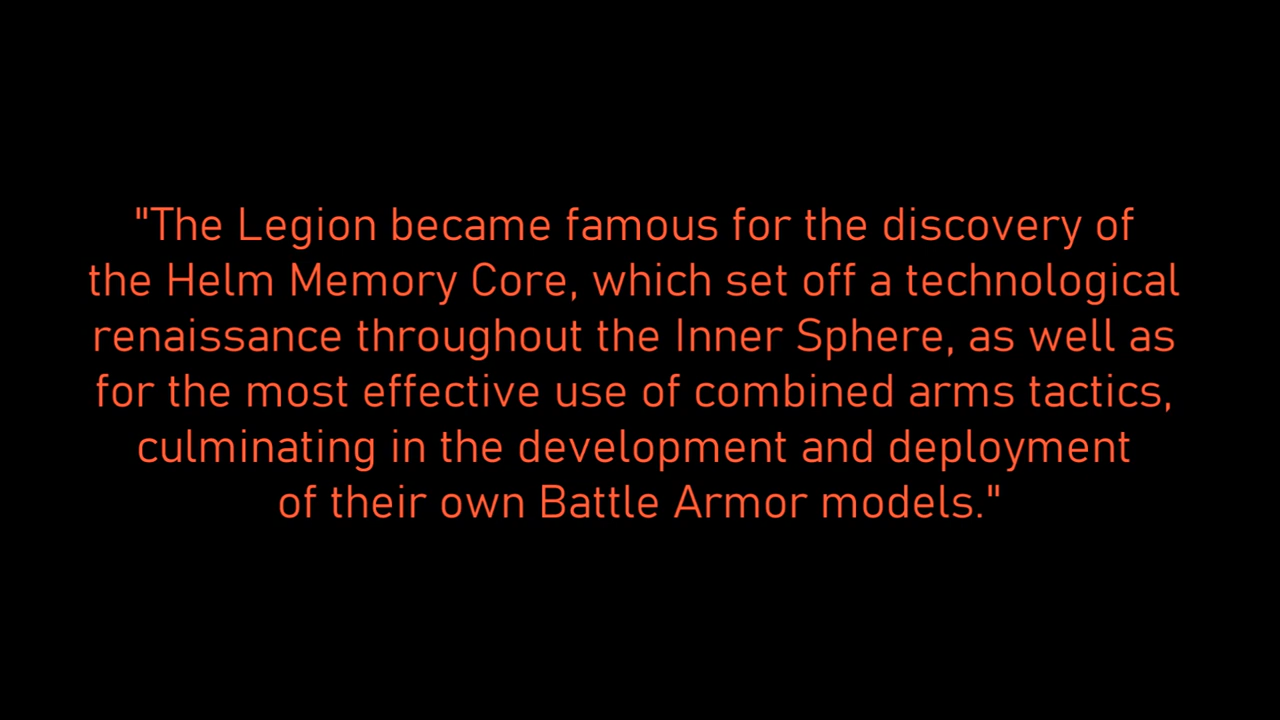 "The Legion became famous for the discovery of
the Helm Memory Core, which set off a technological
renaissance throughout the Inner Sphere, as well as
for the most effective use of combined arms tactics,
culminating in the development and deployment
of their own Battle Armor models."